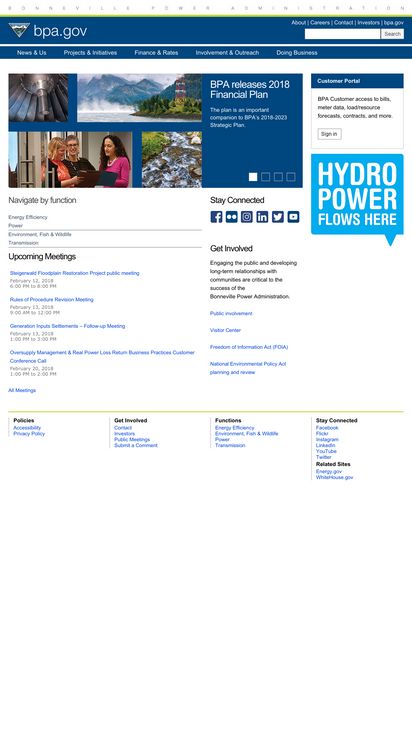 BONNEVILLE POWER ADMINISTRATION
About | Careers | Contact | Investors | bpa.gov
bpa.gov
Search
News & Us Projects & Initiatives Finance & Rates Involvement & Outreach Doing Business
BPA releases 2018
Financial Plan
The plan is an important
companion to BPA's 2018-2023
Strategic Plan.
Customer Portal
BPA Customer access to bills,
meter data, load/resource
forecasts, contracts, and more.
Sign in
HYDRO
POWER
FLOWS HERE
Navigate by function
Energy Efficiency
Power
Environment, Fish & Wildlife
Transmission
Upcoming Meetings
Steigerwald Floodplain Restoration Project public meeting
February 12, 2018
6:00 PM to 8:00 PM
Rules of Procedure Revision Meeting
February 13, 2018
9:00 AM to 12:00 PM
Generation Inputs Settlements – Follow-up Meeting
February 13, 2018
1:00 PM to 3:00 PM
Oversupply Management & Real Power Loss Return Business Practices Customer
Conference Call
February 20, 2018
1:00 PM to 2:00 PM
All Meetings
Stay Connected
Get Involved
Engaging the public and developing
long-term relationships with
communities are critical to the
success of the
Bonneville Power Administration.
Public involvement
Visitor Center
Freedom of Information Act (FOIA)
National Environmental Policy Act
planning and review
Policies
Accessibility
Privacy Policy
Get Involved
Contact
Investors
Public Meetings
Submit a Comment
Functions
Energy Efficiency
Environment, Fish & Wildlife
Power
Transmission
Stay Connected
Facebook
Flickr
Instagram
LinkedIn
YouTube
Twitter
Related Sites
Energy.gov
WhiteHouse.gov